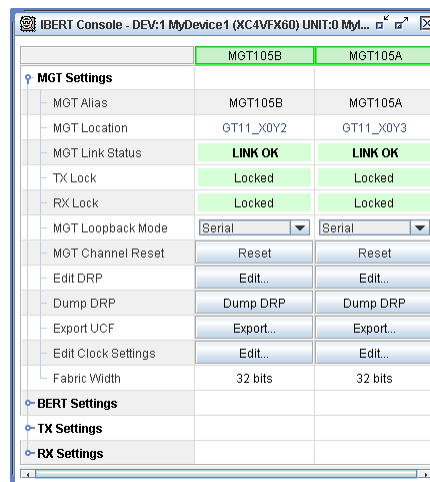 IBERT Console - DEV:1 MyDevice1 (XC4VFX60) UNIT:0 MyI...
MGT105B MGT105A
MGT Settings
MGT Alias MGT105B MGT105A
MGT Location GT11_X0Y2 GT11_X0Y3
MGT Link Status LINK OK LINK OK
TX Lock Locked Locked
RX Lock Locked Locked
MGT Loopback Mode Serial Serial
MGT Channel Reset Reset Reset
Edit DRP Edit... Edit...
Dump DRP Dump DRP Dump DRP
Export UCF Export... Export...
Edit Clock Settings Edit... Edit...
Fabric Width 32 bits 32 bits
BERT Settings
TX Settings
RX Settings